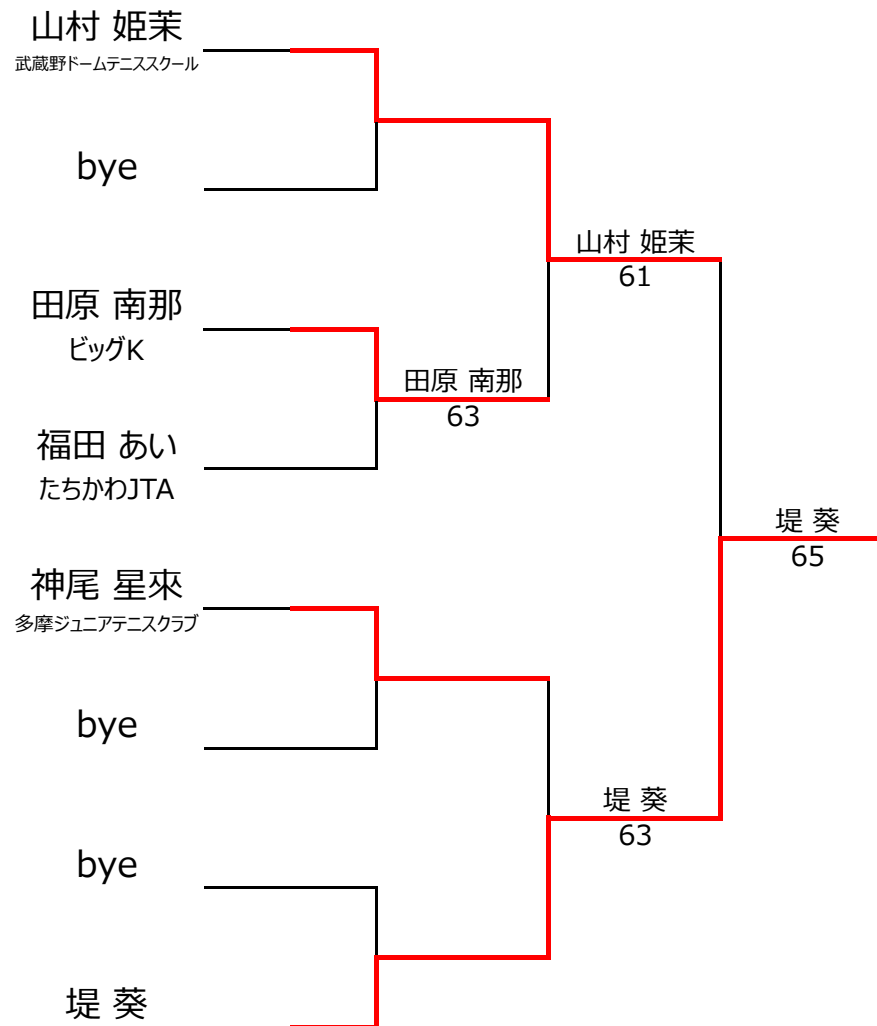 山村 姫茉
武蔵野ドームテニススクール
bye
山村 姫茉
61
田原 南那
ビッグK
田原 南那
63
福田 あい
たちかわJTA
堤 葵
65
神尾 星來
多摩ジュニアテニスクラブ
bye
堤 葵
63
bye
堤 葵